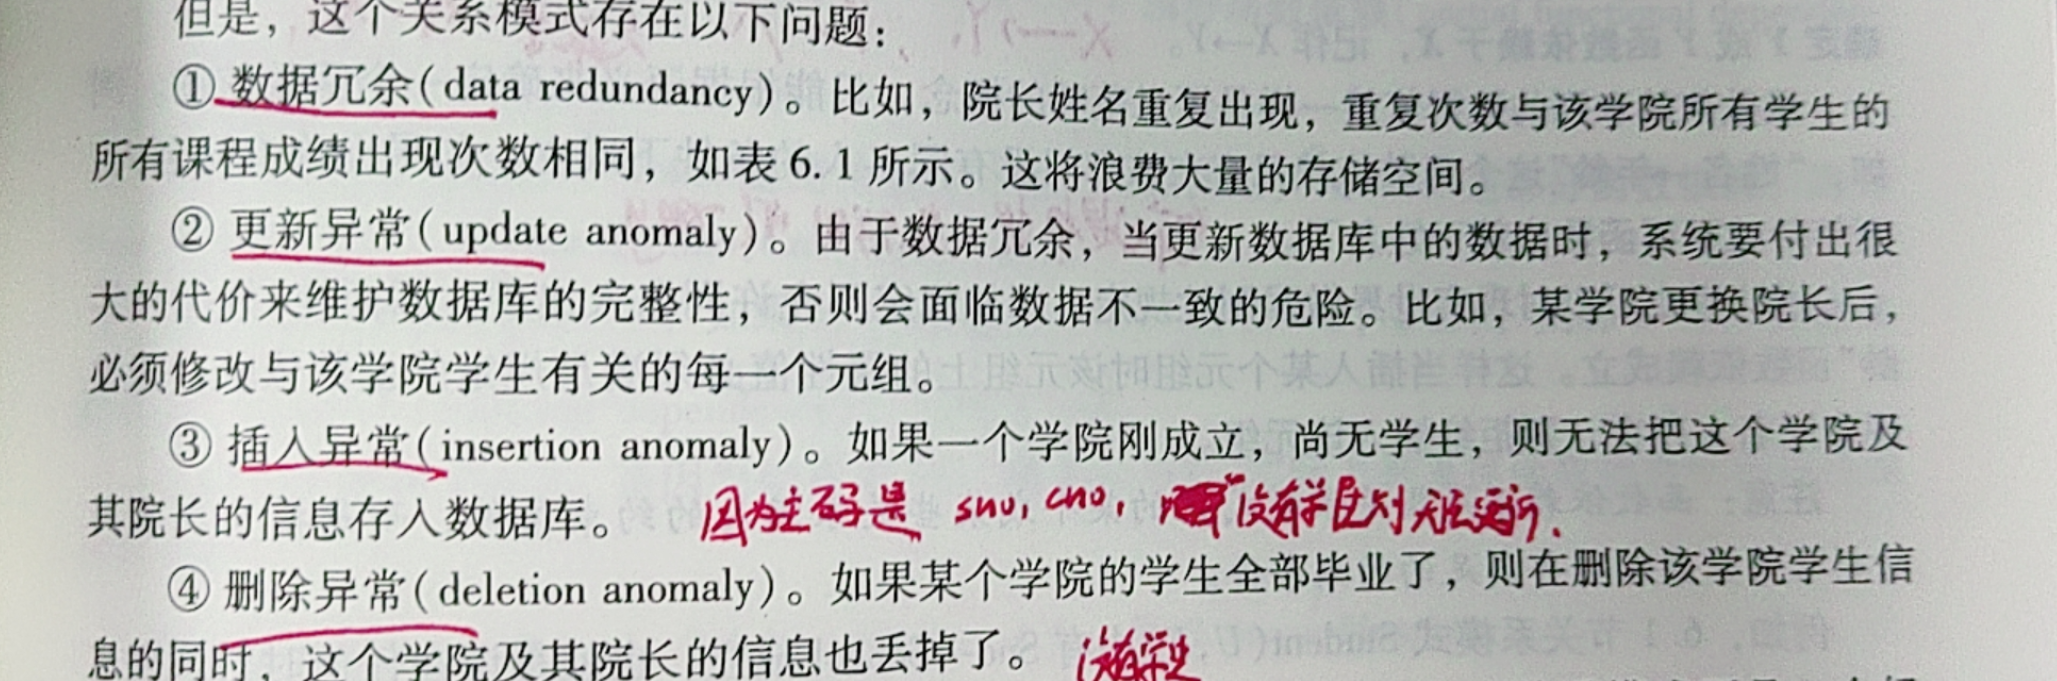 但是，这个关系模式存在以下问题：
① 数据冗余(data redundancy)。比如，院长姓名重复出现，重复次数与该学院所有学生的
所有课程成绩出现次数相同，如表 6.1 所示。这将浪费大量的存储空间。
② 更新异常(update anomaly)。由于数据冗余，当更新数据库中的数据时，系统要付出很
大的代价来维护数据库的完整性，否则会面临数据不一致的危险。比如，某学院更换院长后，
必须修改与该学院学生有关的每一个元组。
③ 插入异常(insertion anomaly)。如果一个学院刚成立，尚无学生，则无法把这个学院及
其院长的信息存入数据库。 因为主码是 sno, cno, 没有学
④ 删除异常(deletion anomaly)。如果某个学院的学生全部毕业了，则在删除该学院学生信
息的同时，这个学院及其院长的信息也丢掉了。 没有学生